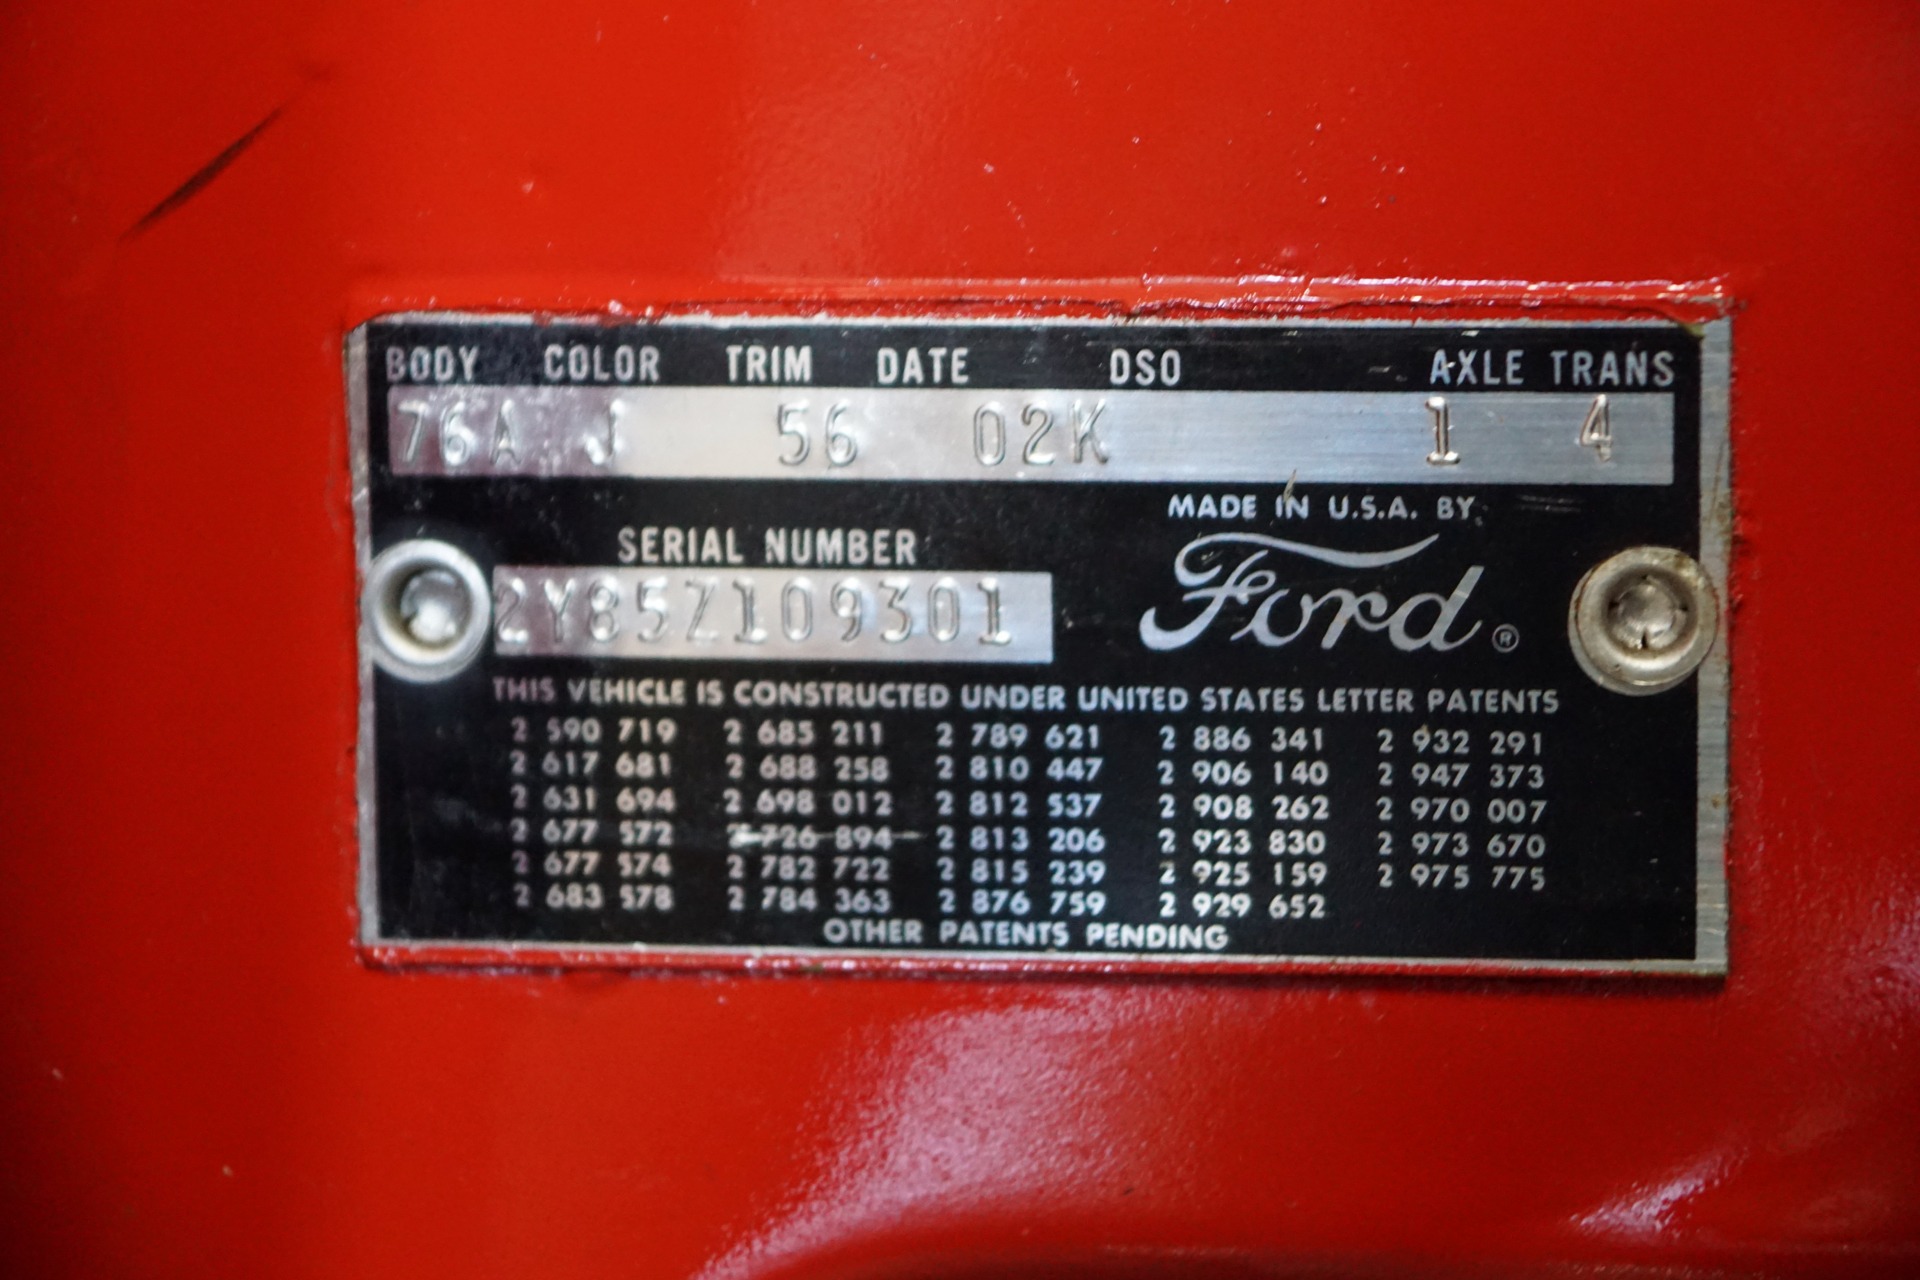 BODY COLOR TRIM DATE DSO AXLE TRANS
76A J 56 02K 1 4
MADE IN U.S.A. BY
SERIAL NUMBER
2Y85Z109301
Ford ®
THIS VEHICLE IS CONSTRUCTED UNDER UNITED STATES LETTER PATENTS
2 590 719 2 685 211 2 789 621 2 886 341 2 932 291
2 617 681 2 688 258 2 810 447 2 906 140 2 947 373
2 631 694 2 698 012 2 812 537 2 908 262 2 970 007
2 677 572 2 726 894 2 813 206 2 923 830 2 973 670
2 677 574 2 782 722 2 815 239 2 925 159 2 975 775
2 683 578 2 784 363 2 876 759 2 929 652
OTHER PATENTS PENDING